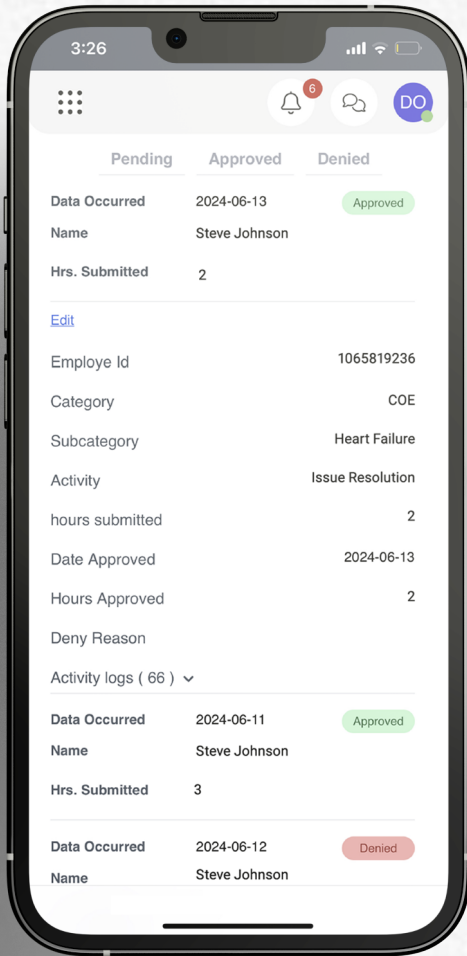 3:26
6
DO
Pending Approved Denied
Data Occurred 2024-06-13 Approved
Name Steve Johnson
Hrs. Submitted 2
Edit
Employe Id 1065819236
Category COE
Subcategory Heart Failure
Activity Issue Resolution
hours submitted 2
Date Approved 2024-06-13
Hours Approved 2
Deny Reason
Activity logs ( 66 )
Data Occurred 2024-06-11 Approved
Name Steve Johnson
Hrs. Submitted 3
Data Occurred 2024-06-12 Denied
Name Steve Johnson